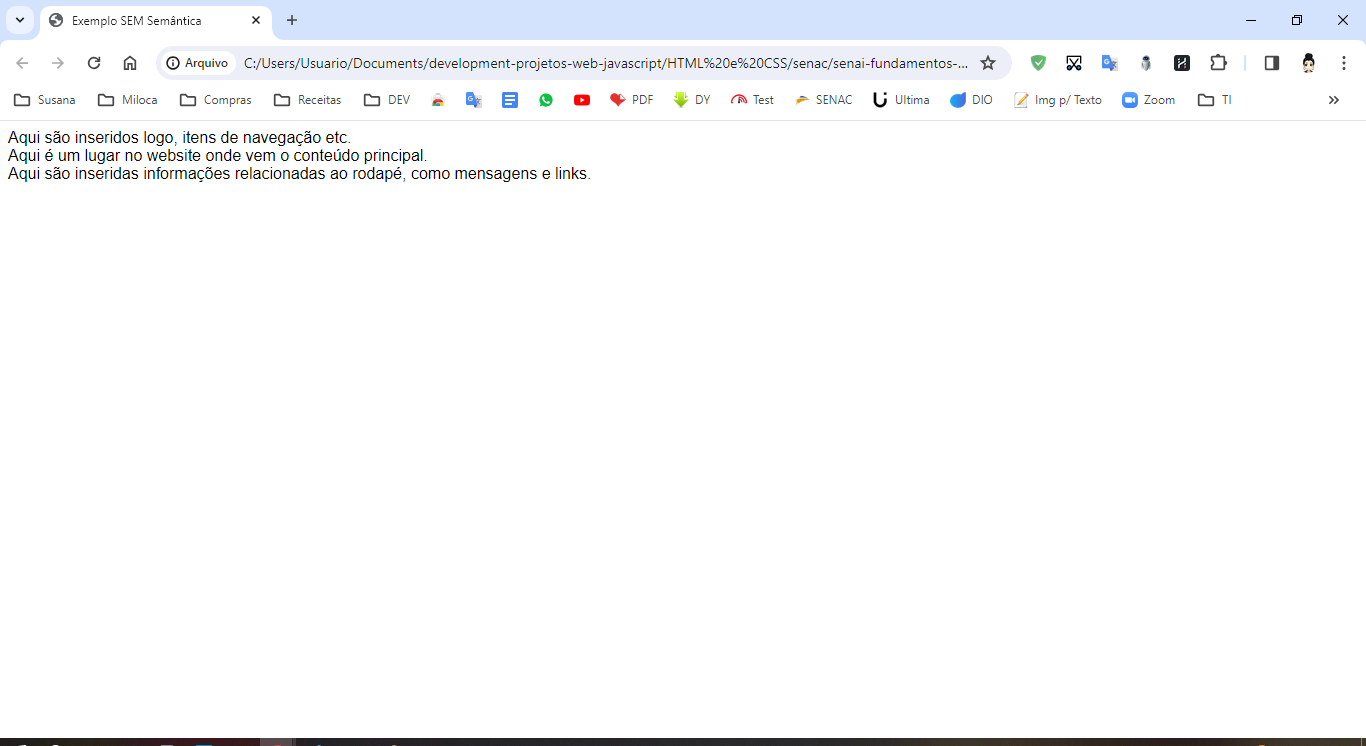 Exemplo SEM Semântica
Arquivo C:/Users/Usuario/Documents/development-projetos-web-javascript/HTML%20e%20CSS/senac/senai-fundamentos-...
Susana Miloca Compras Receitas DEV PDF DY Test SENAC Ultima DIO Img p/ Texto Zoom TI
Aqui são inseridos logo, itens de navegação etc.
Aqui é um lugar no website onde vem o conteúdo principal.
Aqui são inseridas informações relacionadas ao rodapé, como mensagens e links.